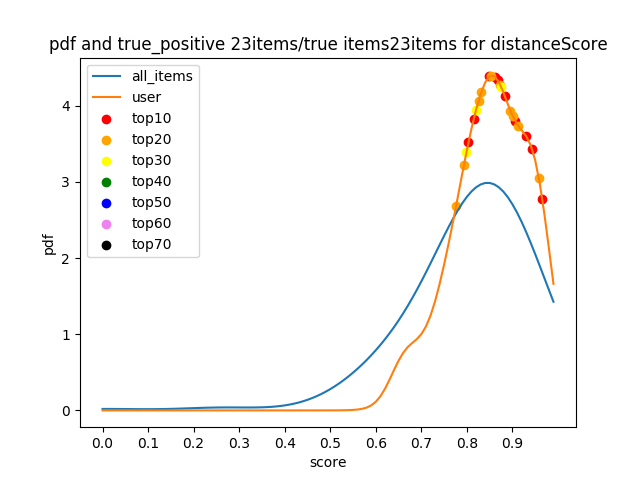 pdf and true_positive 23items/true items23items for distanceScore
all_items
user
top10
top20
top30
top40
top50
top60
top70
pdf
4
3
2
1
0
0.0 0.1 0.2 0.3 0.4 0.5 0.6 0.7 0.8 0.9
score